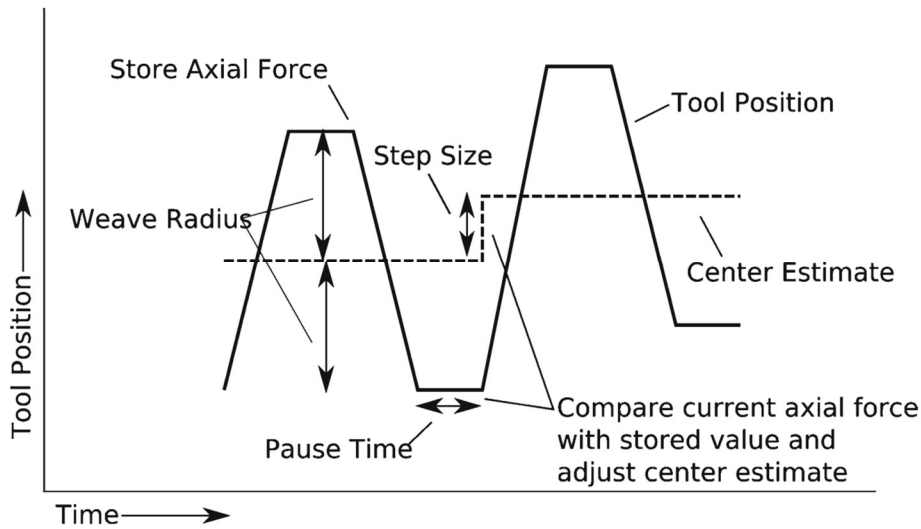 Store Axial Force
Tool Position
Step Size
Weave Radius
Center Estimate
Tool Position
Compare current axial force
with stored value and
adjust center estimate
Pause Time
Time